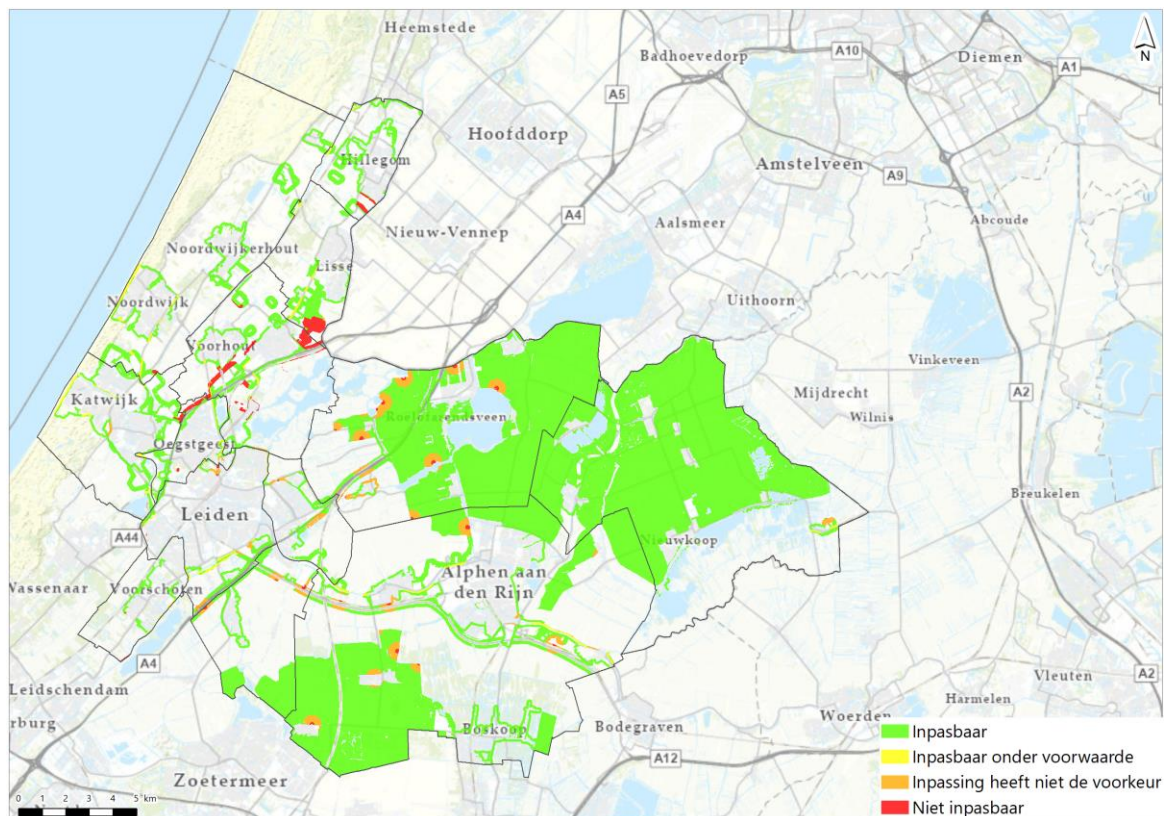 Heemstede
Badhoevedorp
A10
Diemen
N
A1
A5
Hoofddorp
Hillegom
Amstelveen
A9
A4
Aalsmeer
Abcoude
Nieuw-Vennep
Noordwijkerhout
Lisse
Noordwijk
Uithoorn
Voorhout
Vinkeveen
A2
Katwijk
Mijdrecht
Roelofarendsveen
Wilnis
Oegstgeest
Leiden
Breukelen
A44
Nieuwkoop
Alphen aan
den Rijn
Wassenaar
Voorschoten
A4
Vleuten
A2
Leidschendam
Harmelen
rburg
Boskoop
Bodegraven
Woerden
A12
Zoetermeer
Inpasbaar
Inpasbaar onder voorwaarde
Inpassing heeft niet de voorkeur
Niet inpasbaar
0 1 2 3 4 5 km